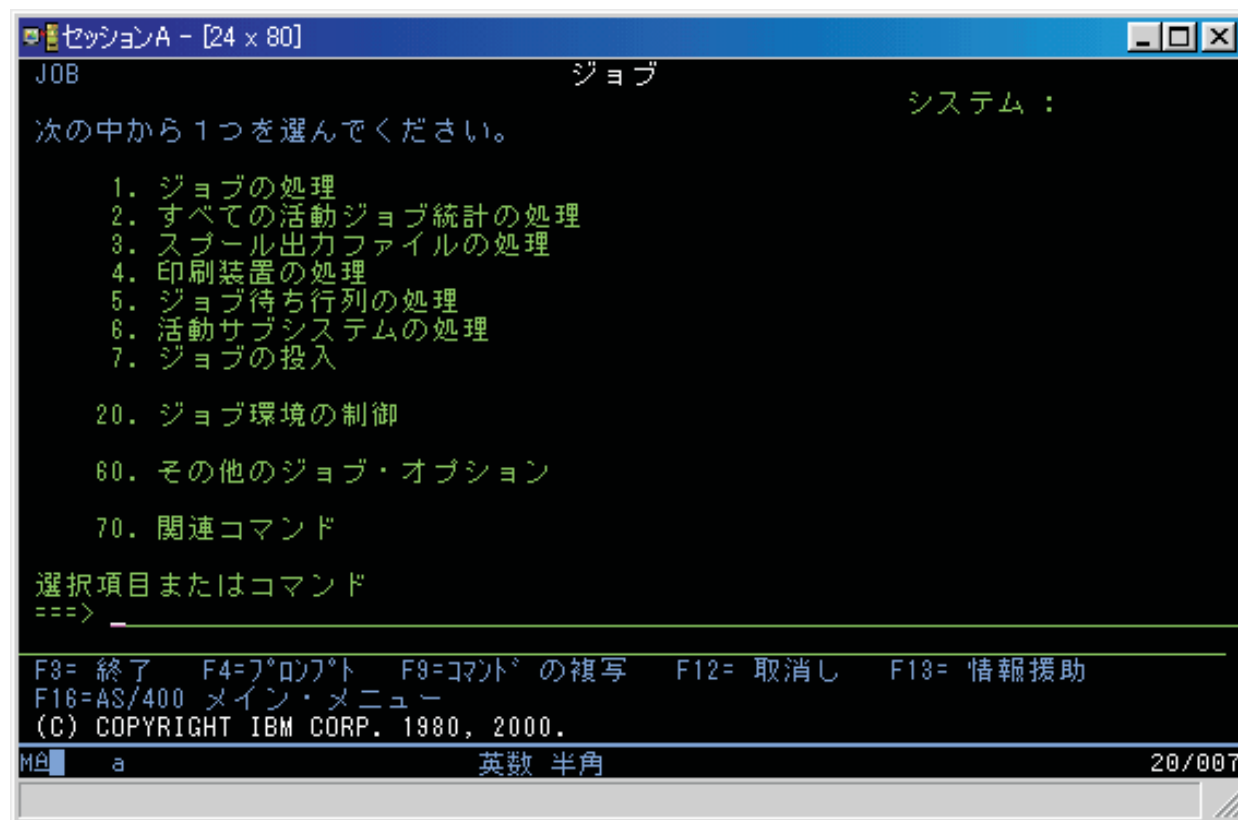 セッションA - [24 x 80]
JOB ジョブ
システム :
次の中から1つを選んでください。
1. ジョブの処理
2. すべての活動ジョブ統計の処理
3. スプール出力ファイルの処理
4. 印刷装置の処理
5. ジョブ待ち行列の処理
6. 活動サブシステムの処理
7. ジョブの投入
20. ジョブ環境の制御
60. その他のジョブ・オプション
70. 関連コマンド
選択項目またはコマンド
===> _
F3= 終了 F4=プロンプト F9=コマンド の複写 F12= 取消し F13= 情報援助
F16=AS/400 メイン・メニュー
(C) COPYRIGHT IBM CORP. 1980, 2000.
MA a 英数 半角 20/007